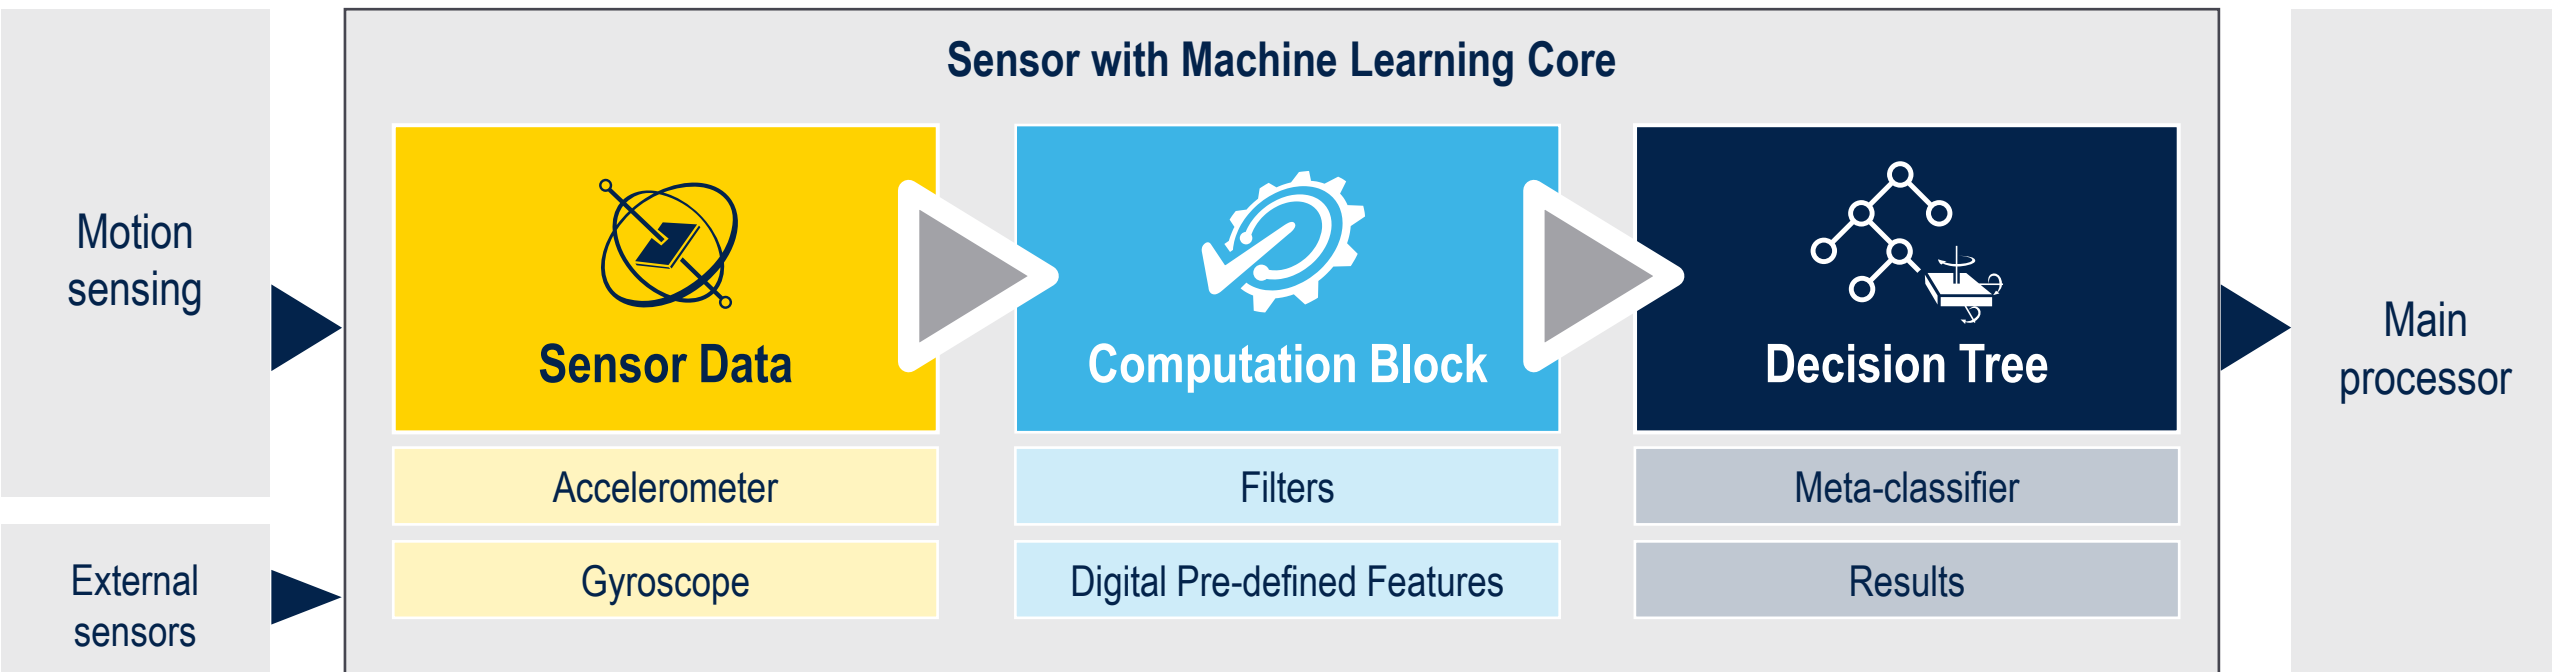 Sensor with Machine Learning Core
Motion
sensing
External
sensors
Sensor Data
Accelerometer
Gyroscope
Computation Block
Filters
Digital Pre-defined Features
Decision Tree
Meta-classifier
Results
Main
processor